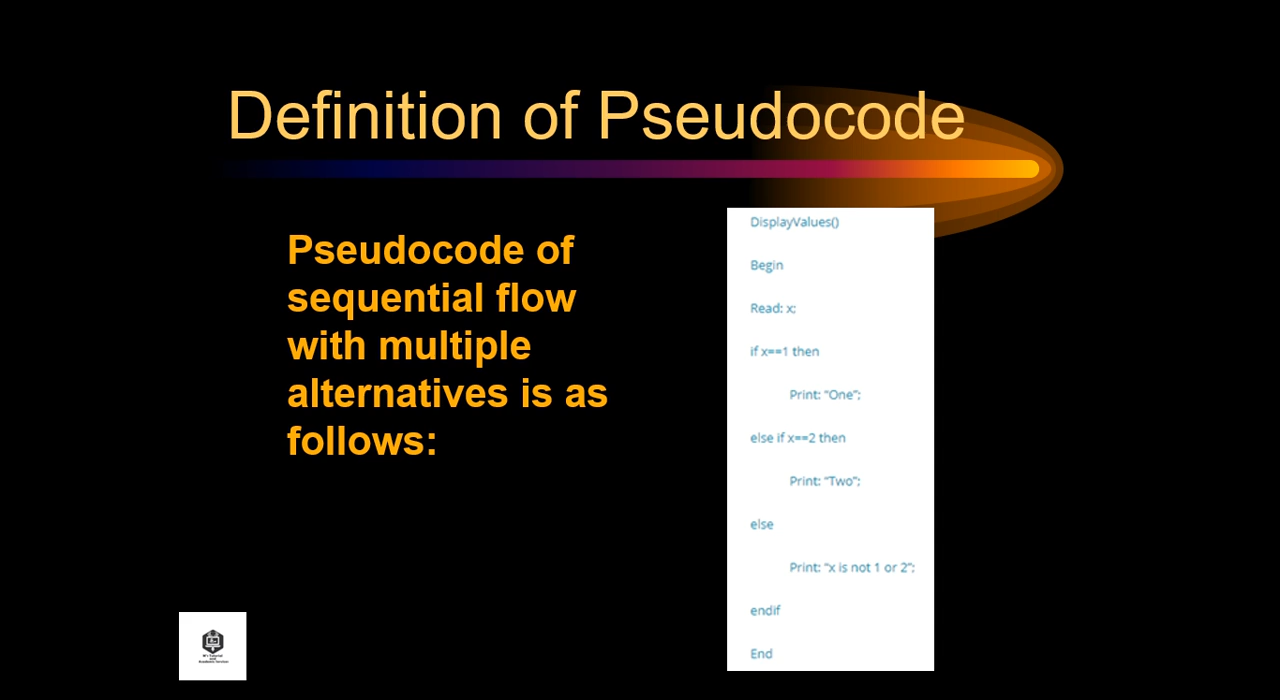 Definition of Pseudocode
Pseudocode of
sequential flow
with multiple
alternatives is as
follows:
DisplayValues()
Begin
Read: x;
if x==1 then
Print: “One”;
else if x==2 then
Print: “Two”;
else
Print: “x is not 1 or 2”;
endif
End